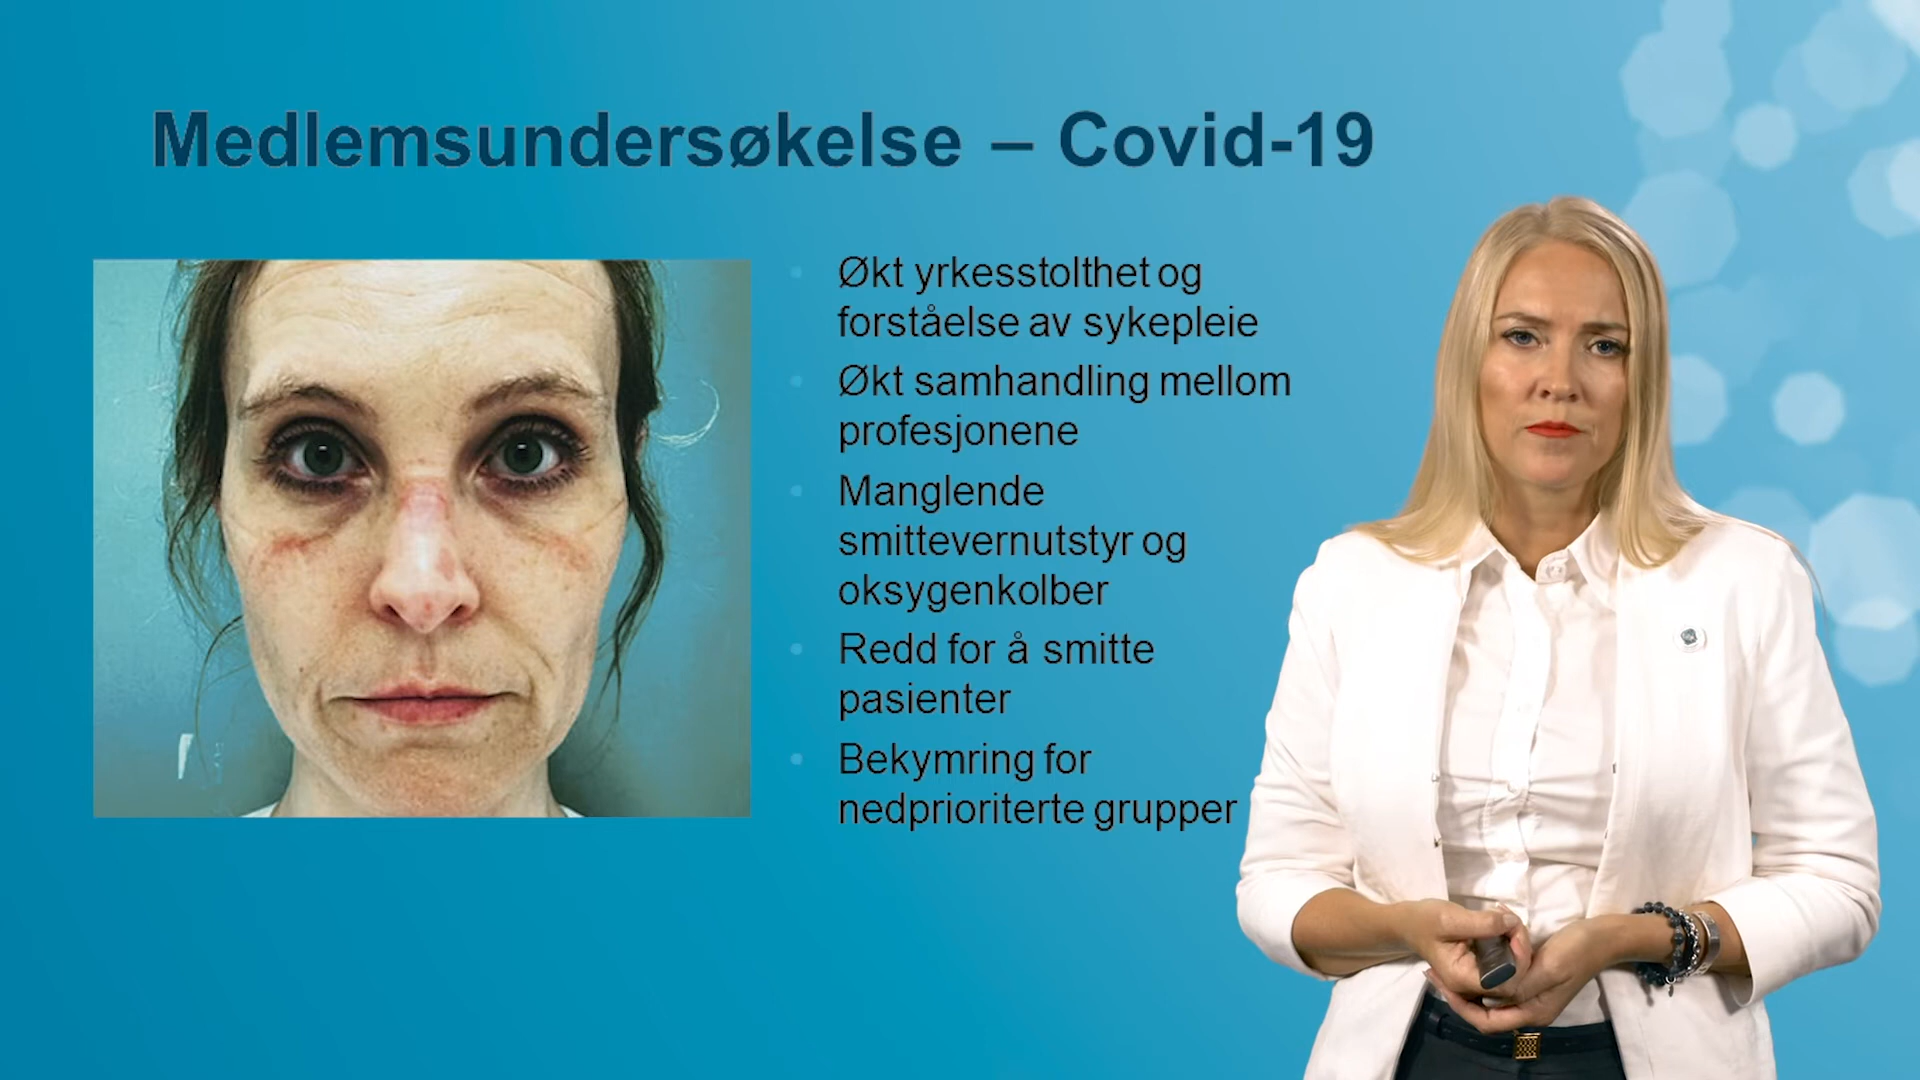 Medlemsundersøkelse – Covid-19
Økt yrkesstolthet og
forståelse av sykepleie
Økt samhandling mellom
profesjonene
Manglende
smittevernutstyr og
oksygenkolber
Redd for å smitte
pasienter
Bekymring for
nedprioriterte grupper